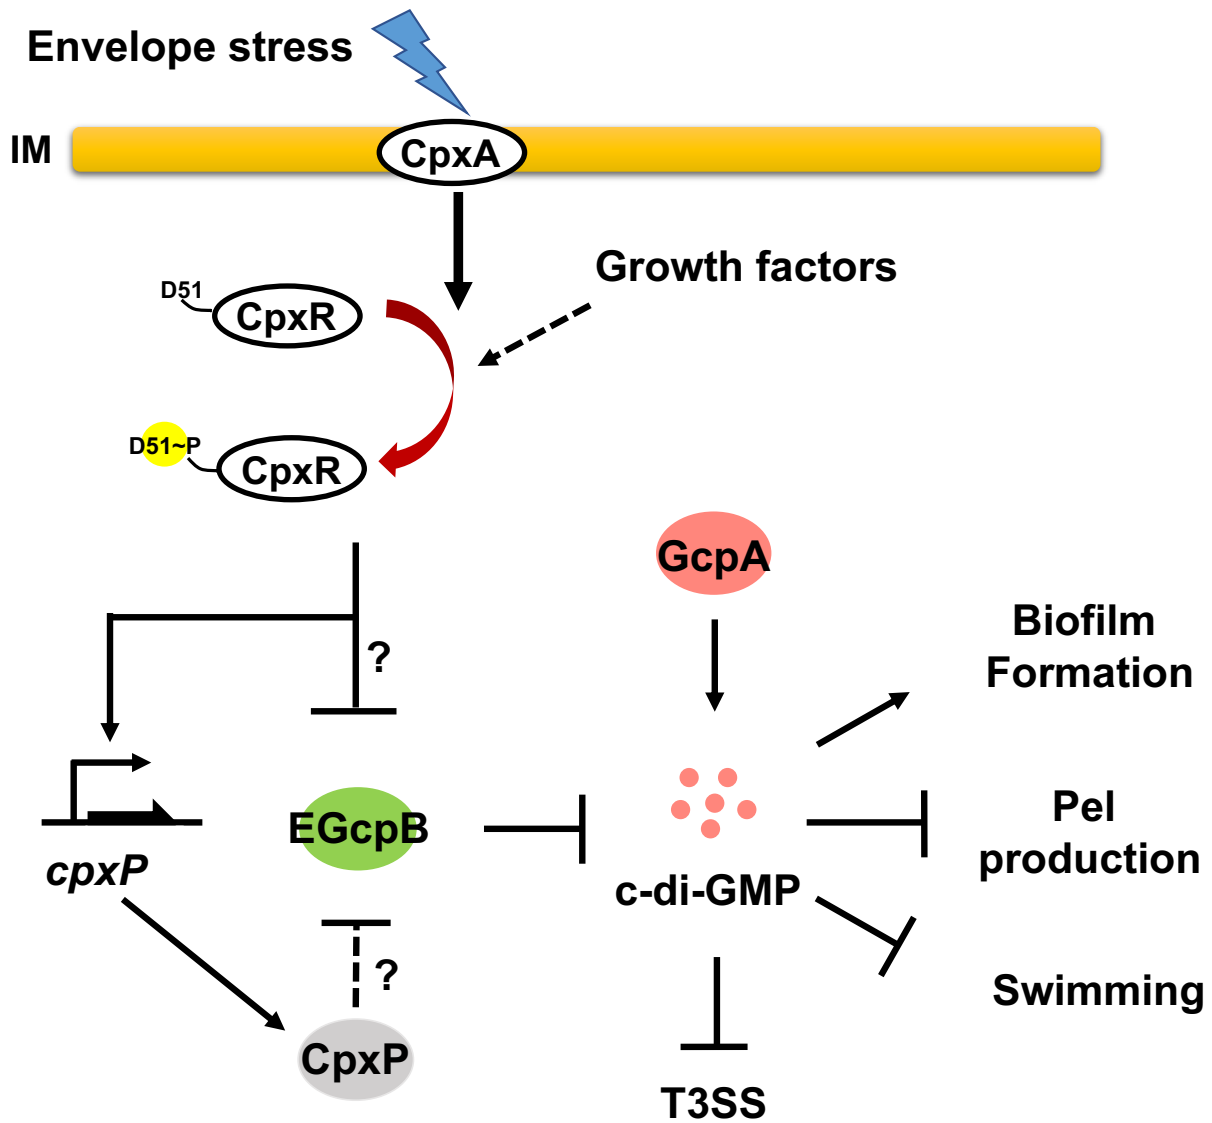 Envelope stress
IM
CpxA
Growth factors
D51
CpxR
D51~P
CpxR
GcpA
Biofilm
Formation
?
Pel
production
EGcpB
cpxP
c-di-GMP
?
Swimming
CpxP
T3SS